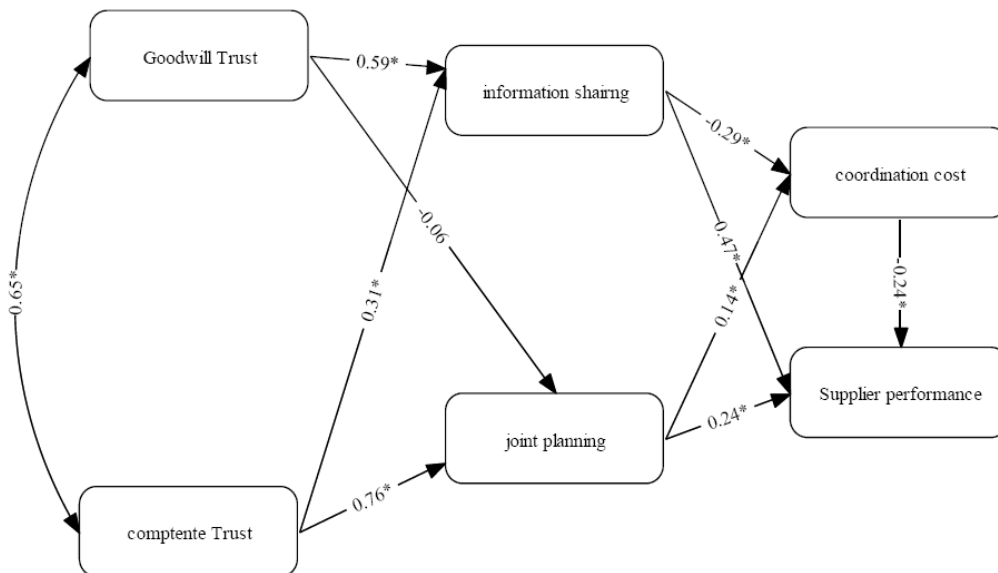 Goodwill Trust
0.59*
information shairng
-0.29*
coordination cost
-0.06
0.47*
0.65*
0.31*
0.14*
-0.24*
joint planning
0.24*
Supplier performance
0.76*
comptente Trust